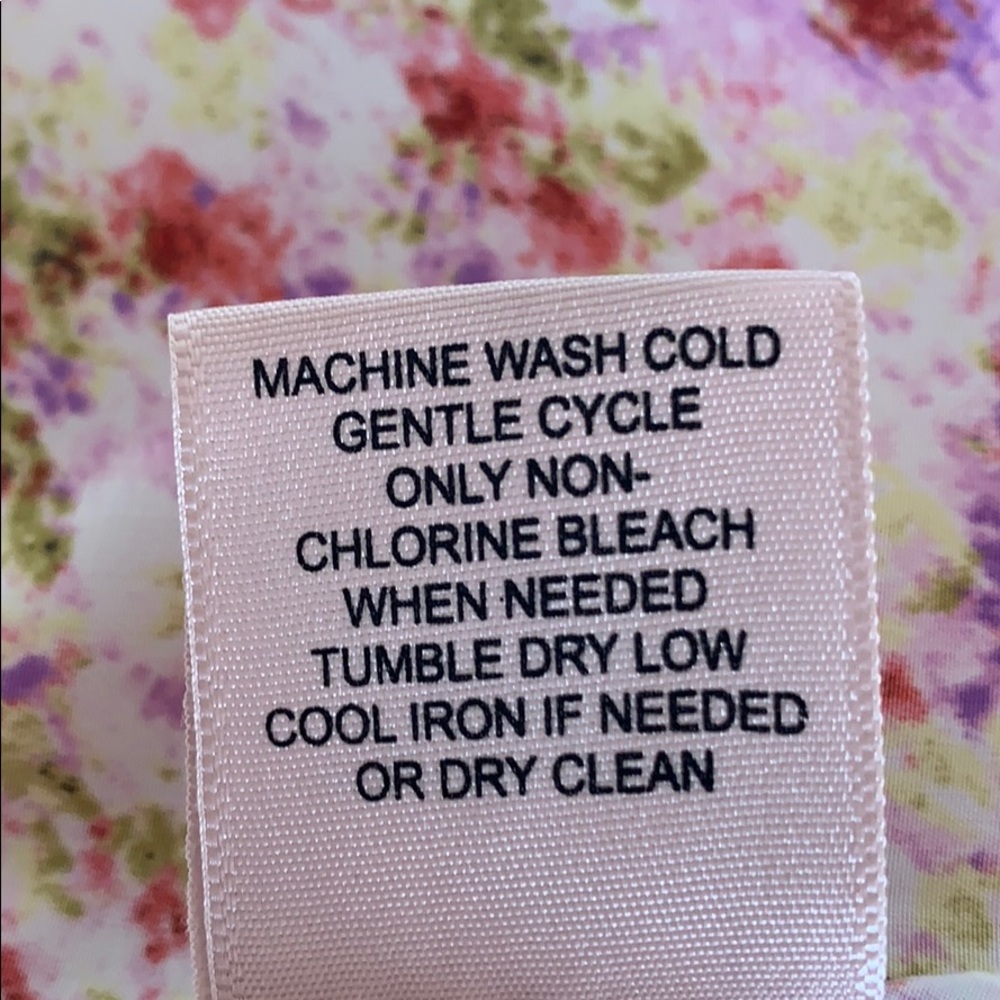 MACHINE WASH COLD
GENTLE CYCLE
ONLY NON-
CHLORINE BLEACH
WHEN NEEDED
TUMBLE DRY LOW
COOL IRON IF NEEDED
OR DRY CLEAN